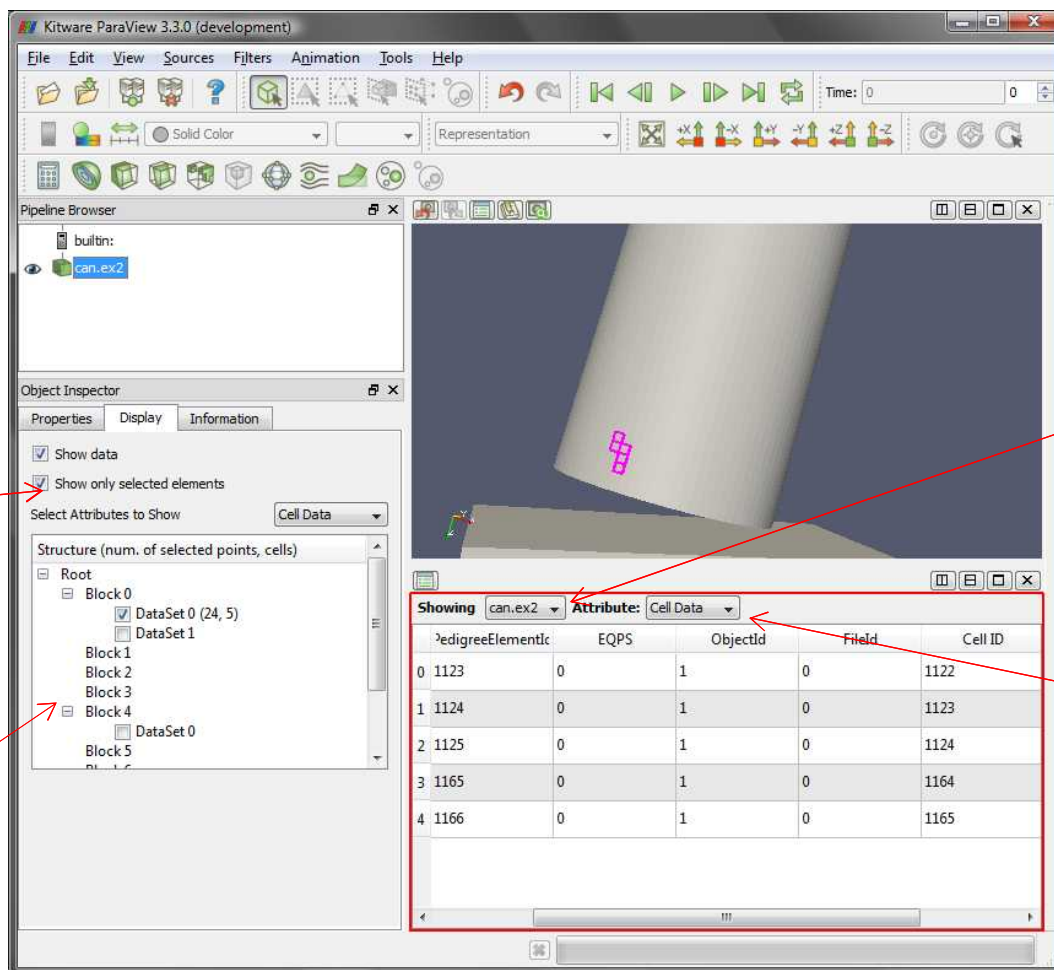 Kitware ParaView 3.3.0 (development)
File Edit View Sources Filters Animation Tools Help
Time: 0 0
Solid Color Representation
Pipeline Browser
builtin:
can.ex2
Object Inspector
Properties Display Information
Show data
Show only selected elements
Select Attributes to Show Cell Data
Structure (num. of selected points, cells)
Root
Block 0
DataSet 0 (24, 5)
DataSet 1
Block 1
Block 2
Block 3
Block 4
DataSet 0
Block 5
Showing can.ex2 Attribute: Cell Data
PedigreeElementIc EQPS ObjectId FileId Cell ID
0 1123 0 1 0 1122
1 1124 0 1 0 1123
2 1125 0 1 0 1124
3 1165 0 1 0 1164
4 1166 0 1 0 1165